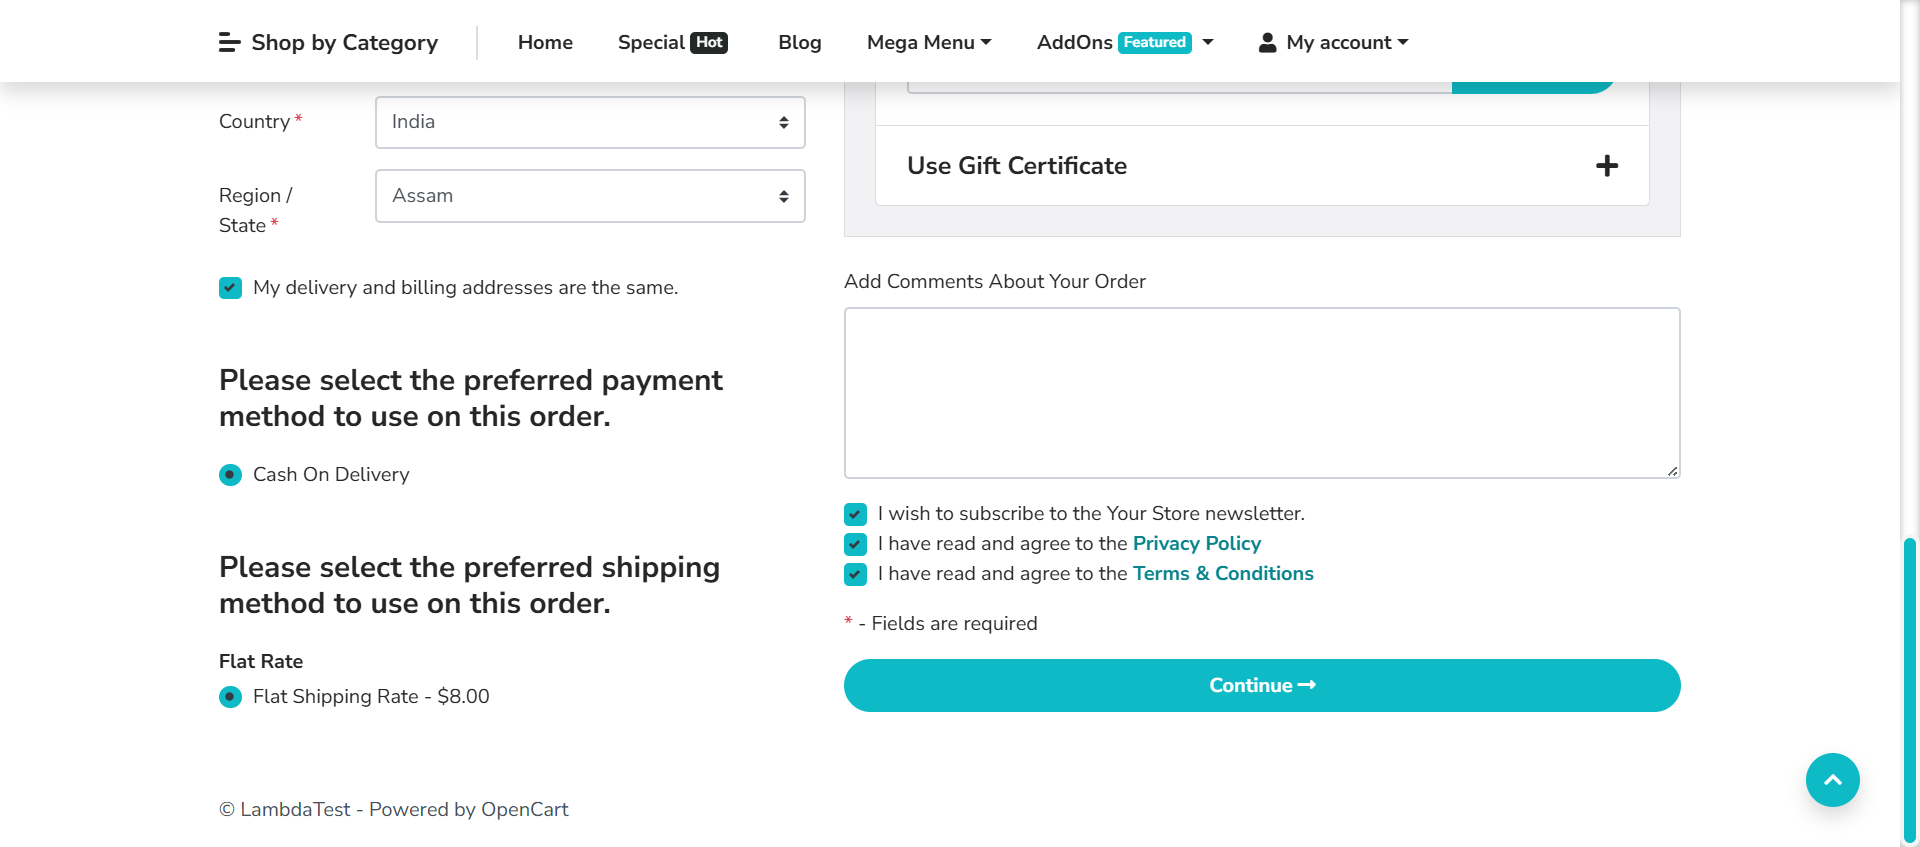 Shop by Category
Home
Special Hot
Blog
Mega Menu
AddOns Featured
My account
Country *
India
Region /
State *
Assam
My delivery and billing addresses are the same.
Please select the preferred payment
method to use on this order.
Cash On Delivery
Please select the preferred shipping
method to use on this order.
Flat Rate
Flat Shipping Rate - $8.00
Use Gift Certificate
Add Comments About Your Order
I wish to subscribe to the Your Store newsletter.
I have read and agree to the Privacy Policy
I have read and agree to the Terms & Conditions
* - Fields are required
Continue →
© LambdaTest - Powered by OpenCart